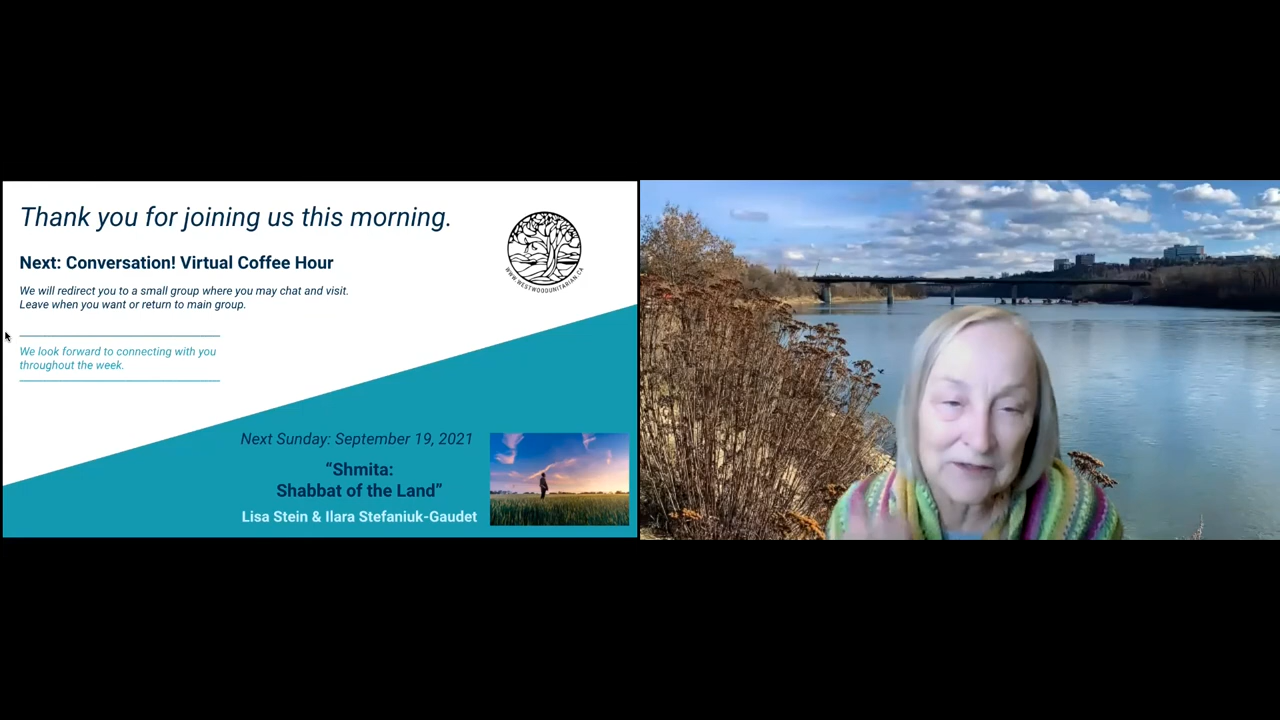 Thank you for joining us this morning.
Next: Conversation! Virtual Coffee Hour
We will redirect you to a small group where you may chat and visit.
Leave when you want or return to main group.
We look forward to connecting with you
throughout the week.
WWW.WESTWOODUNITARIAN.CA
Next Sunday: September 19, 2021
“Shmita:
Shabbat of the Land”
Lisa Stein & Ilara Stefaniuk-Gaudet